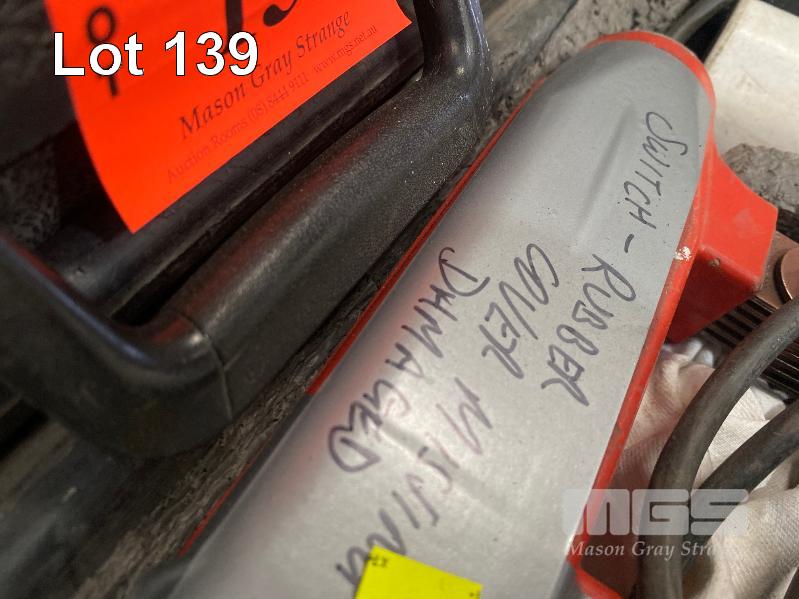 Lot 139
Mason Gray Strange
Auction Rooms (08) 8444 9111 www.mgs.net.au
SWITCH - RUBBER
COVER MISSING
DAMAGED
MGS
Mason Gray Strange